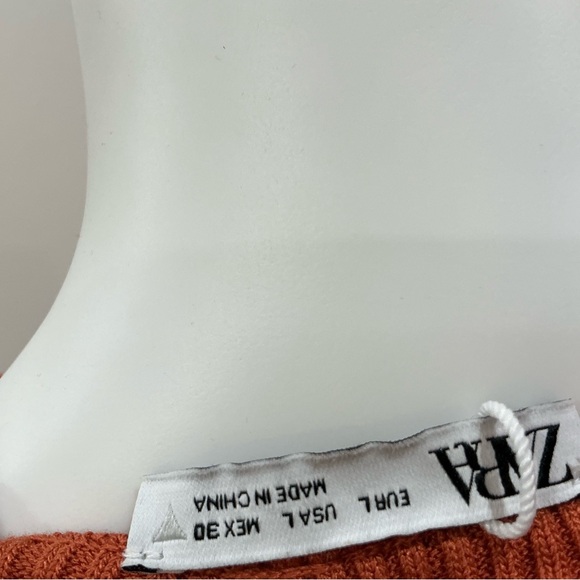 ZARA
EUR L
USA L
MEX 30
MADE IN CHINA